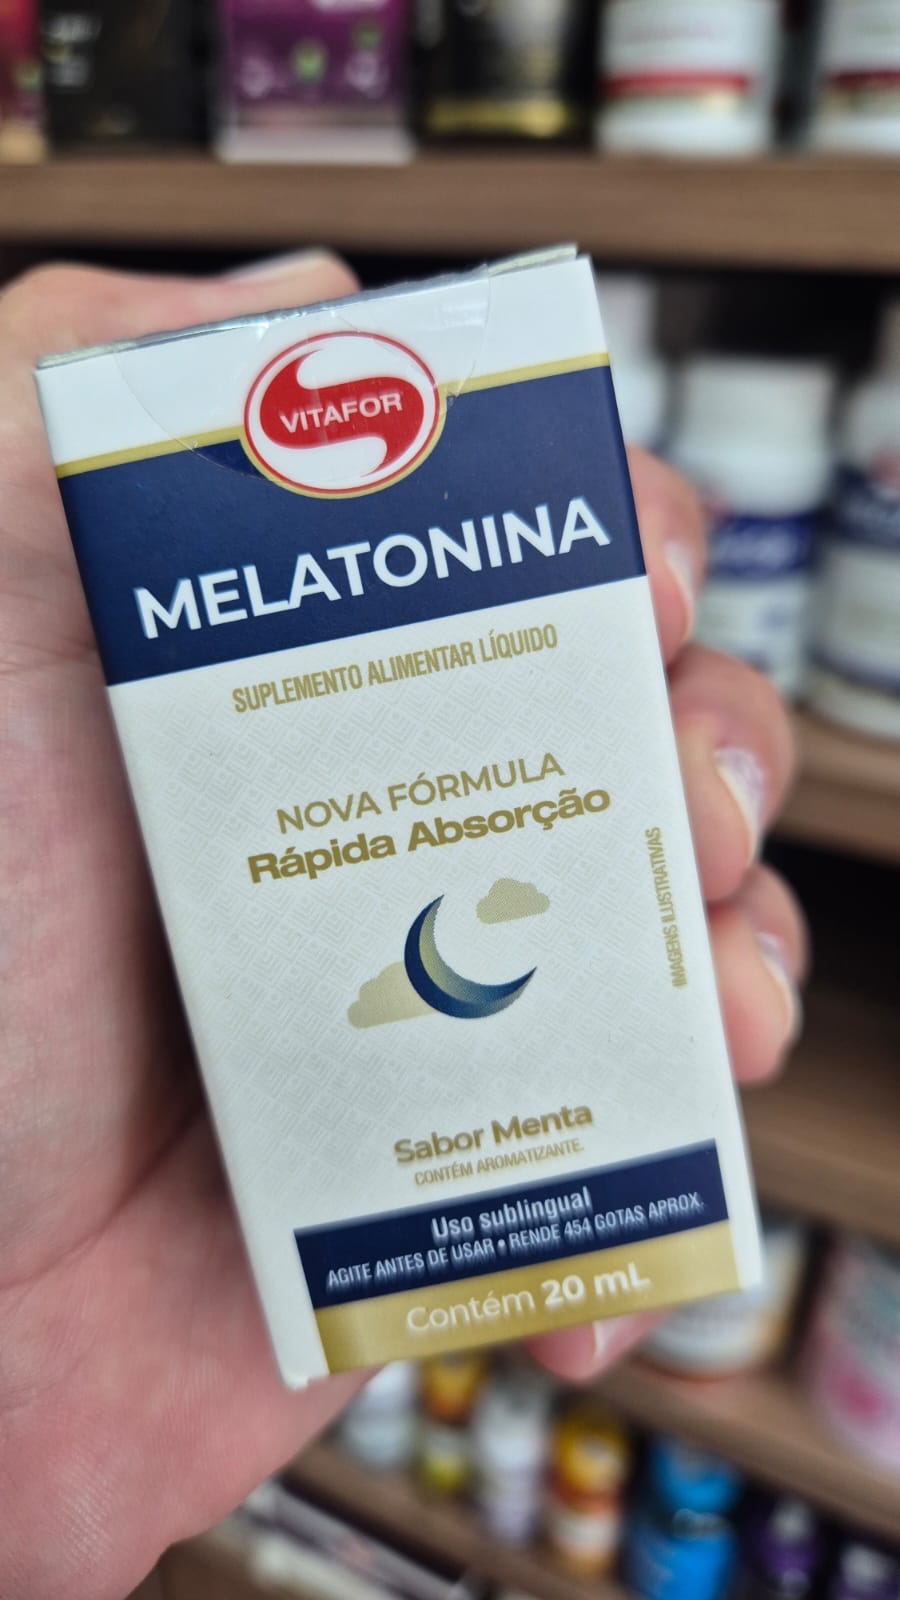 VITAFOR
MELATONINA
SUPLEMENTO ALIMENTAR LÍQUIDO
NOVA FÓRMULA
Rápida Absorção
IMAGENS ILUSTRATIVAS
Sabor Menta
CONTÉM AROMATIZANTE.
Uso sublingual
AGITE ANTES DE USAR • RENDE 454 GOTAS APROX.
Contém 20 mL